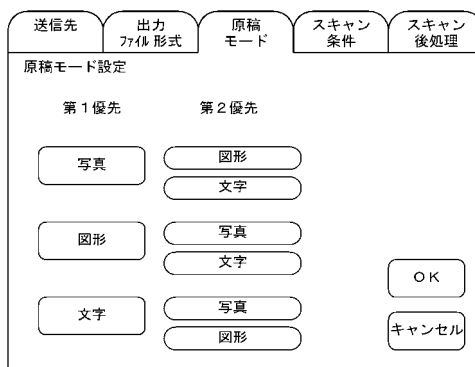 送信先
出力
ファイル形式
原稿
モード
スキャン
条件
スキャン
後処理
原稿モード設定
第１優先 第２優先
写真
図形
文字
図形
写真
文字
文字
写真
図形
ＯＫ
キャンセル